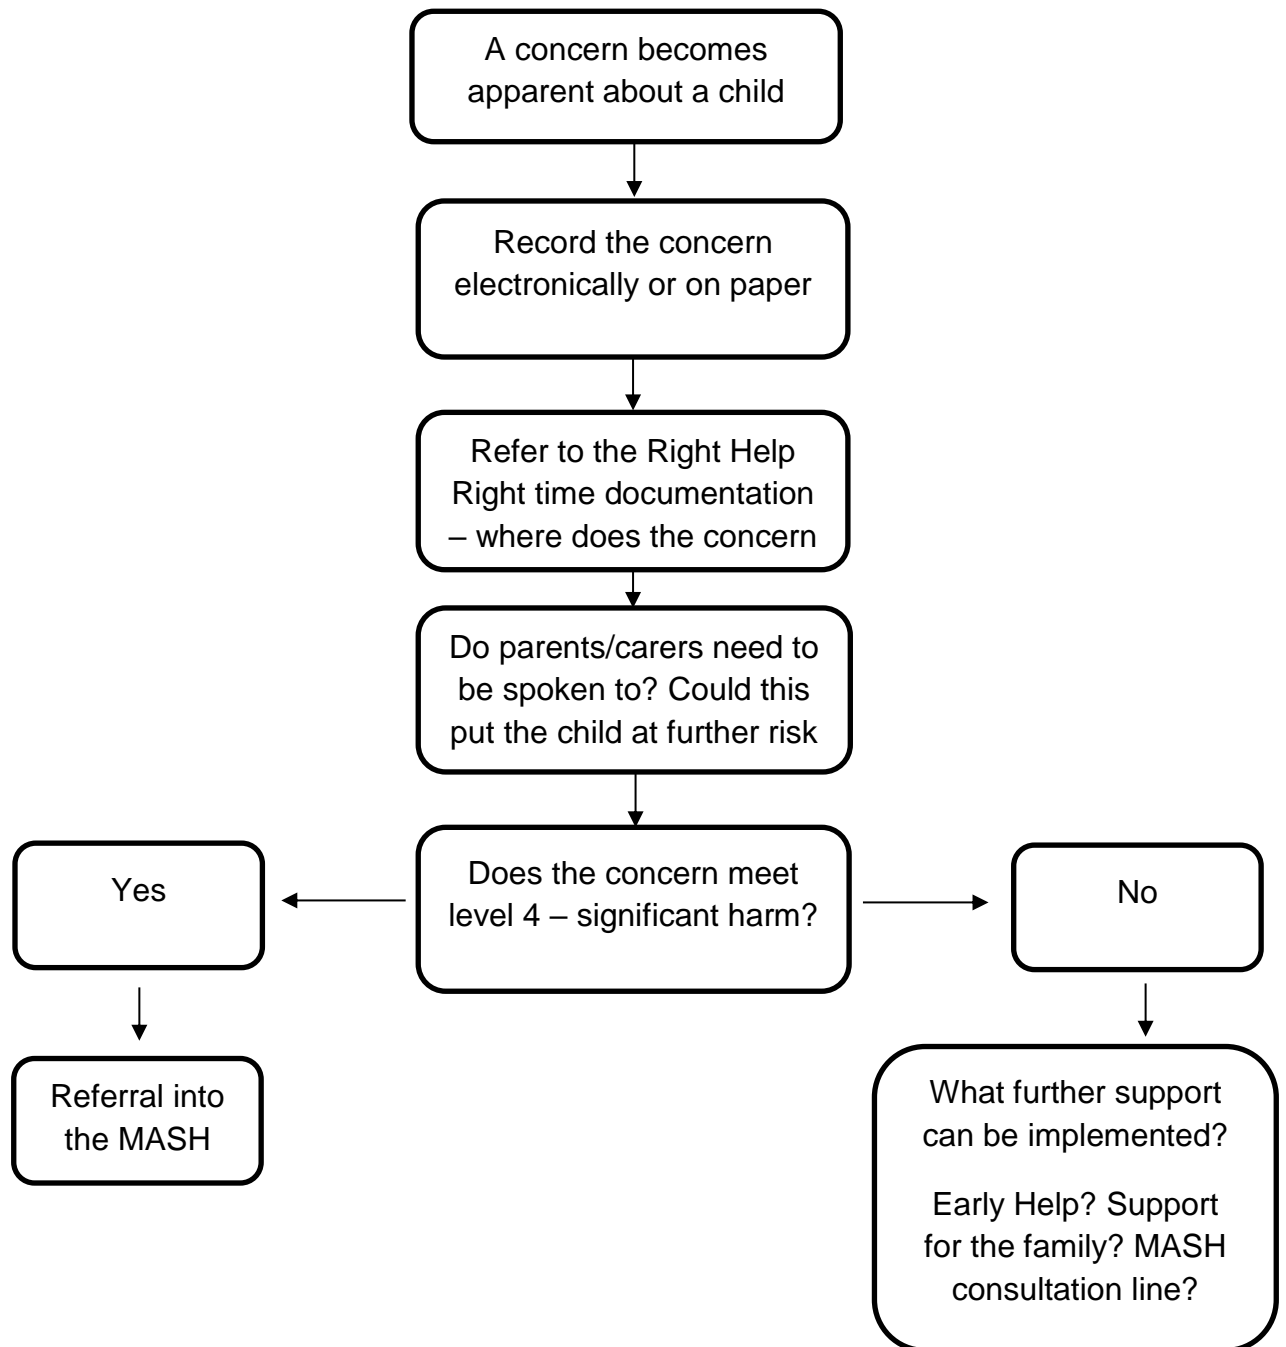 A concern becomes
apparent about a child
Record the concern
electronically or on paper
Refer to the Right Help
Right time documentation
– where does the concern
Do parents/carers need to
be spoken to? Could this
put the child at further risk
Does the concern meet
level 4 – significant harm?
Yes
No
Referral into
the MASH
What further support
can be implemented?
Early Help? Support
for the family? MASH
consultation line?